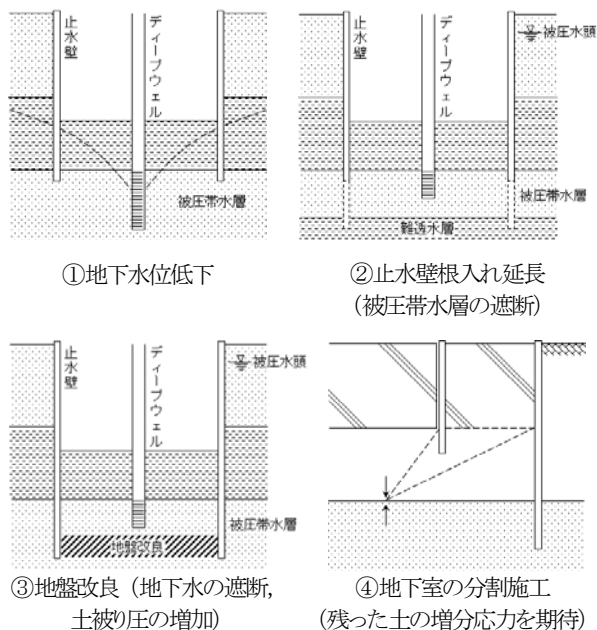 止水壁
ディープウェル
被圧帯水層
①地下水位低下
止水壁
ディープウェル
被圧水頭
被圧帯水層
難透水層
②止水壁根入れ延長
(被圧帯水層の遮断)
止水壁
ディープウェル
被圧水頭
被圧帯水層
地盤改良
③地盤改良（地下水の遮断,
土被り圧の増加)
④地下室の分割施工
(残った土の増分応力を期待)